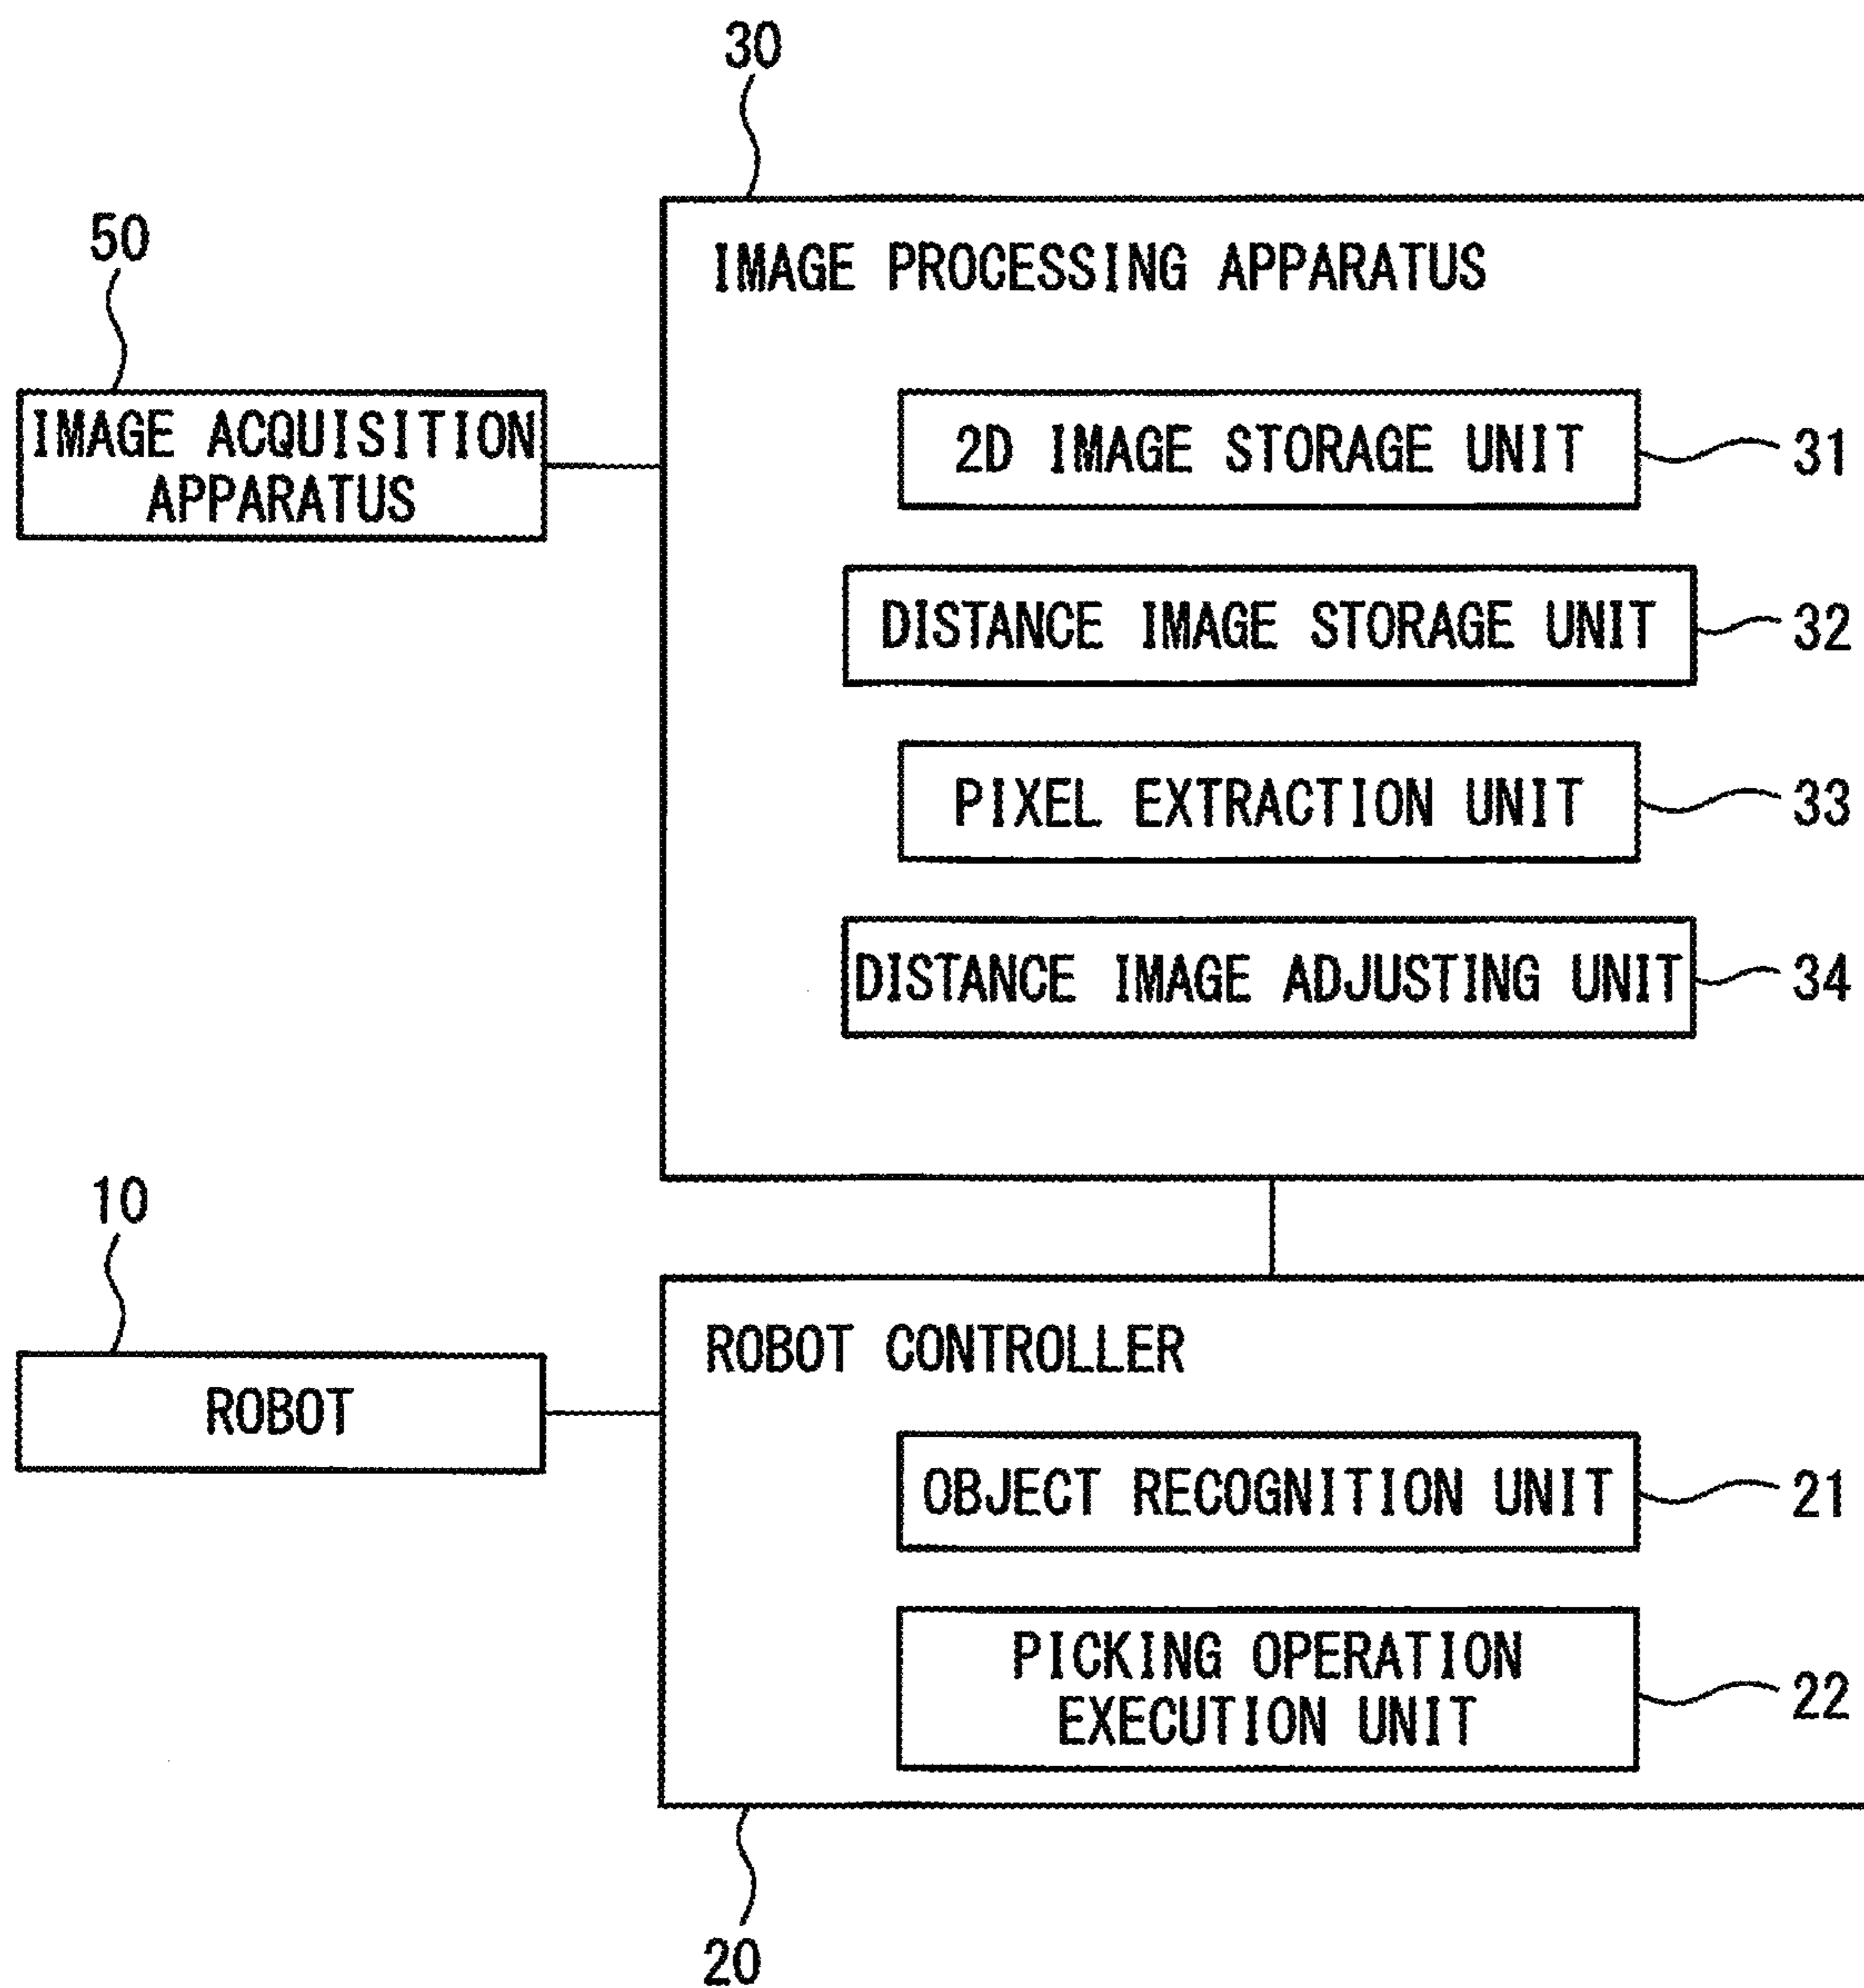 30
50
IMAGE PROCESSING APPARATUS
IMAGE ACQUISITION
APPARATUS
2D IMAGE STORAGE UNIT
31
DISTANCE IMAGE STORAGE UNIT
32
PIXEL EXTRACTION UNIT
33
DISTANCE IMAGE ADJUSTING UNIT
34
10
ROBOT
ROBOT CONTROLLER
OBJECT RECOGNITION UNIT
21
PICKING OPERATION
EXECUTION UNIT
22
20